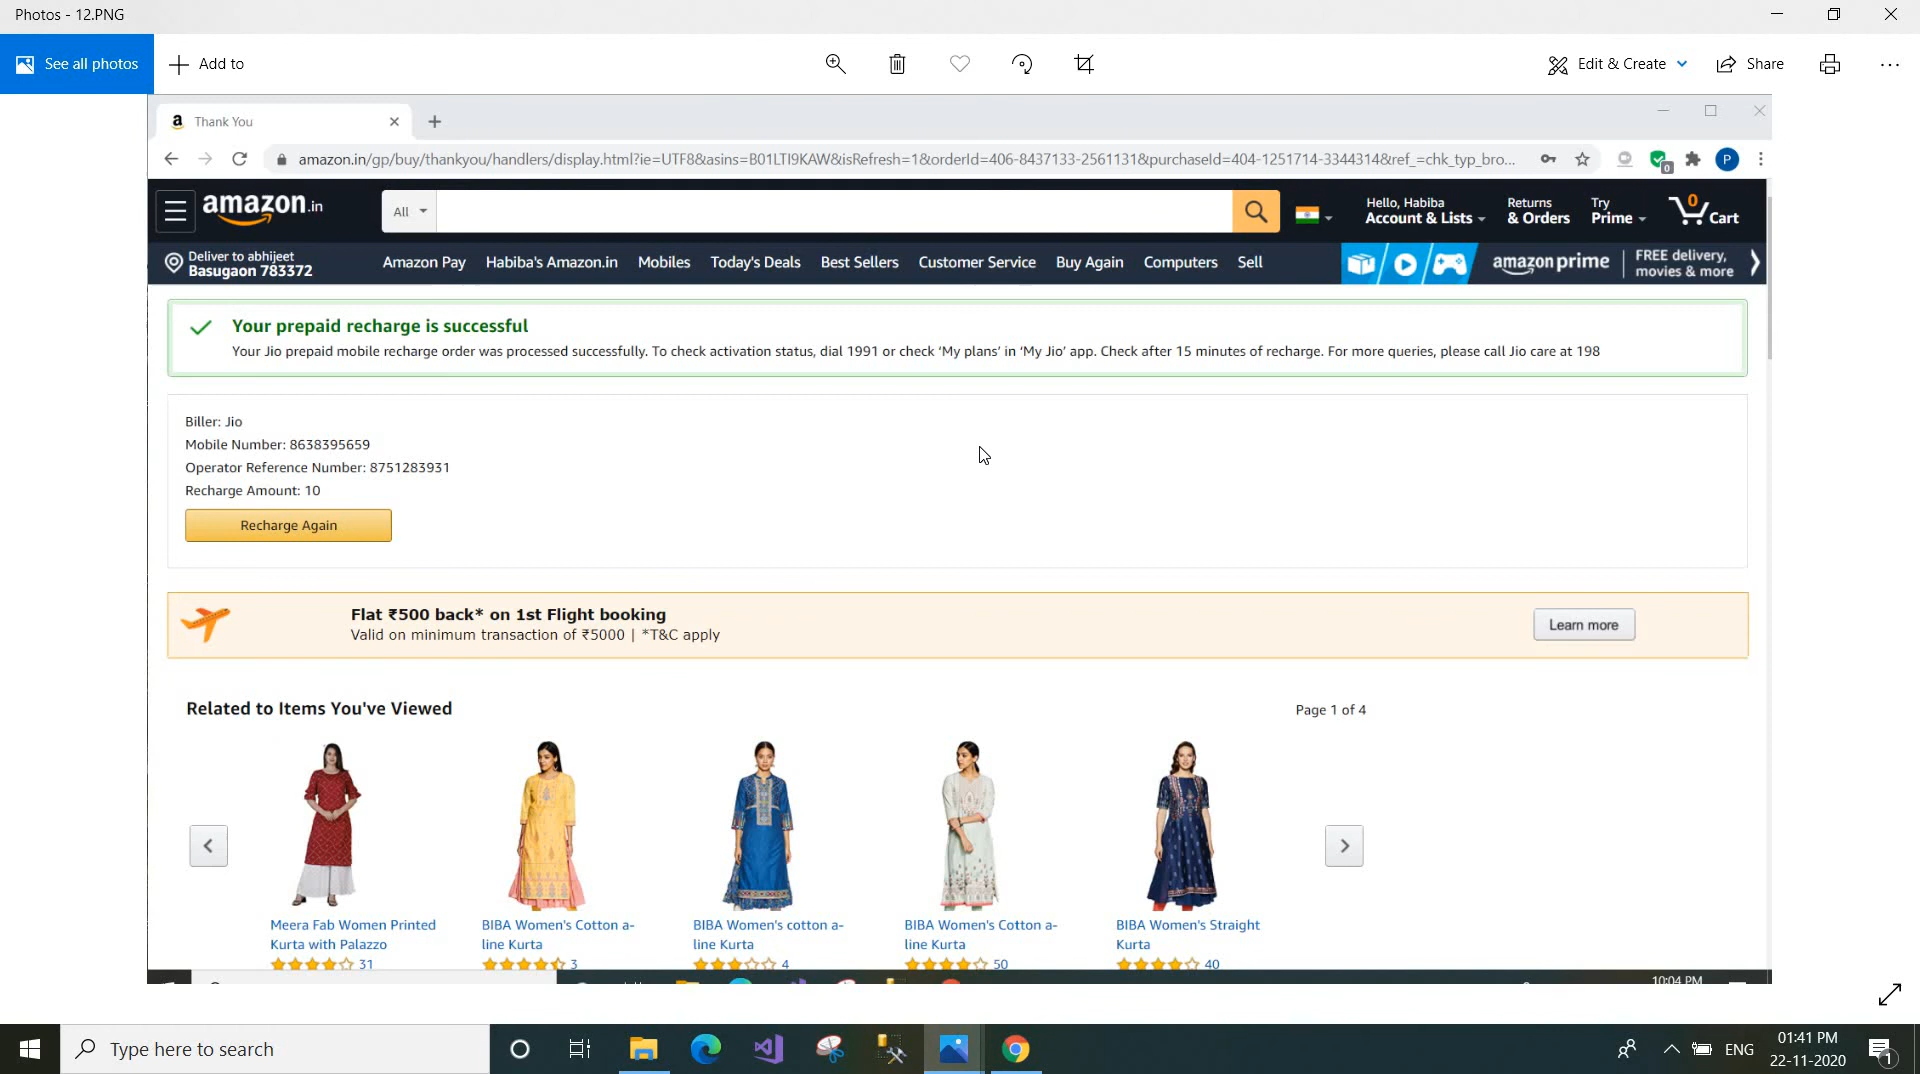 Photos - 12.PNG
See all photos
Add to
Edit & Create
Share
a Thank You
amazon.in/gp/buy/thankyou/handlers/display.html?ie=UTF8&asins=B01LTI9KAW&isRefresh=1&orderId=406-8437133-2561131&purchaseId=404-1251714-3344314&ref_=chk_typ_bro...
0
P
amazon.in
All
Hello, Habiba
Account & Lists
Returns
& Orders
Try
Prime
0
Cart
Deliver to abhijeet
Basugaon 783372
Amazon Pay
Habiba's Amazon.in
Mobiles
Today's Deals
Best Sellers
Customer Service
Buy Again
Computers
Sell
amazon prime
FREE delivery,
movies & more
Your prepaid recharge is successful
Your Jio prepaid mobile recharge order was processed successfully. To check activation status, dial 1991 or check ‘My plans’ in ‘My Jio’ app. Check after 15 minutes of recharge. For more queries, please call Jio care at 198
Biller: Jio
Mobile Number: 8638395659
Operator Reference Number: 8751283931
Recharge Amount: 10
Recharge Again
Flat ₹500 back* on 1st Flight booking
Valid on minimum transaction of ₹5000 | *T&C apply
Learn more
Related to Items You've Viewed
Page 1 of 4
Meera Fab Women Printed
Kurta with Palazzo
31
BIBA Women's Cotton a-
line Kurta
3
BIBA Women's cotton a-
line Kurta
4
BIBA Women's Cotton a-
line Kurta
50
BIBA Women's Straight
Kurta
40
10:04 PM
Type here to search
ENG
01:41 PM
22-11-2020
1